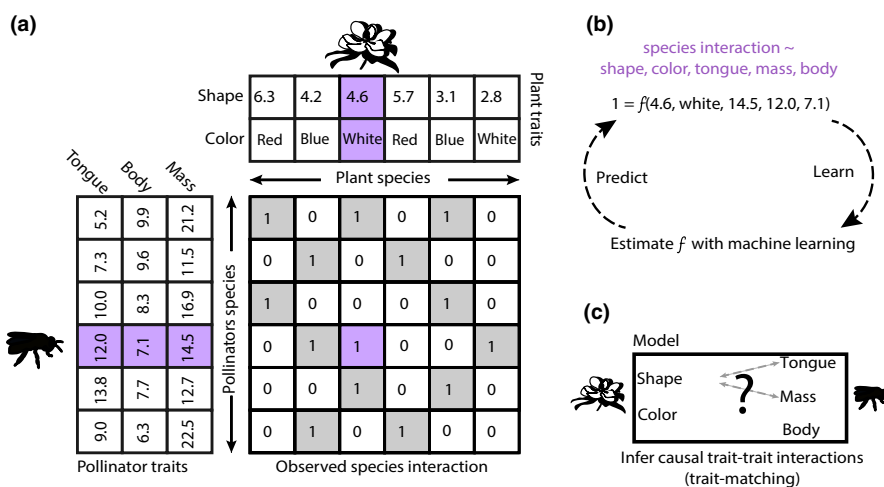 (a)
Shape 6.3 4.2 4.6 5.7 3.1 2.8
Color Red Blue White Red Blue White
Plant traits
Plant species
Tongue Body Mass
5.2 9.9 21.2
7.3 9.6 11.5
10.0 8.3 16.9
12.0 7.1 14.5
13.8 7.7 12.7
9.0 6.3 22.5
Pollinator traits
Pollinators species
1 0 1 0 1 0
0 1 0 1 0 0
1 0 0 0 1 0
0 1 1 0 0 1
0 0 1 0 1 0
0 1 0 1 0 0
Observed species interaction
(b)
species interaction ~
shape, color, tongue, mass, body
1 = f(4.6, white, 14.5, 12.0, 7.1)
Predict
Learn
Estimate f with machine learning
(c)
Model
Shape
Color
?
Tongue
Mass
Body
Infer causal trait-trait interactions
(trait-matching)